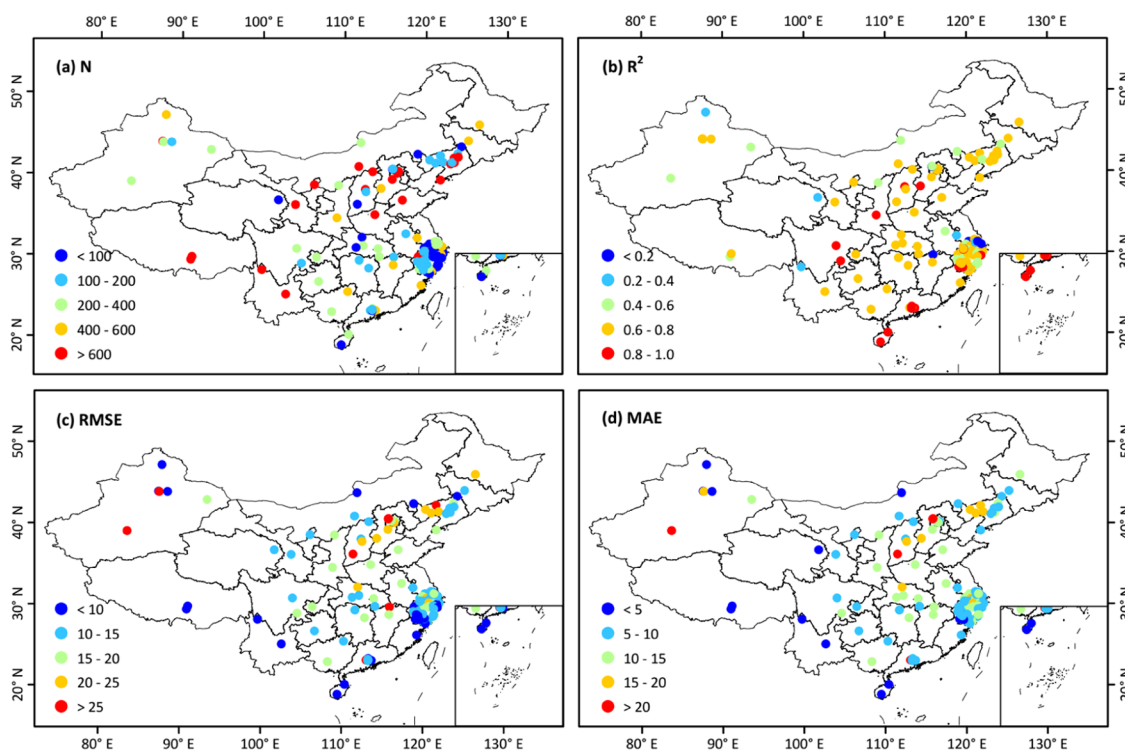 80° E 90° E 100° E 110° E 120° E 130° E 80° E 90° E 100° E 110° E 120° E 130° E
(a) N
50° N
40° N
30° N
20° N
< 100
100 - 200
200 - 400
400 - 600
> 600
(b) R²
50° N
40° N
30° N
20° N
< 0.2
0.2 - 0.4
0.4 - 0.6
0.6 - 0.8
0.8 - 1.0
(c) RMSE
50° N
40° N
30° N
20° N
< 10
10 - 15
15 - 20
20 - 25
> 25
(d) MAE
50° N
40° N
30° N
20° N
< 5
5 - 10
10 - 15
15 - 20
> 20
80° E 90° E 100° E 110° E 120° E 130° E 80° E 90° E 100° E 110° E 120° E 130° E